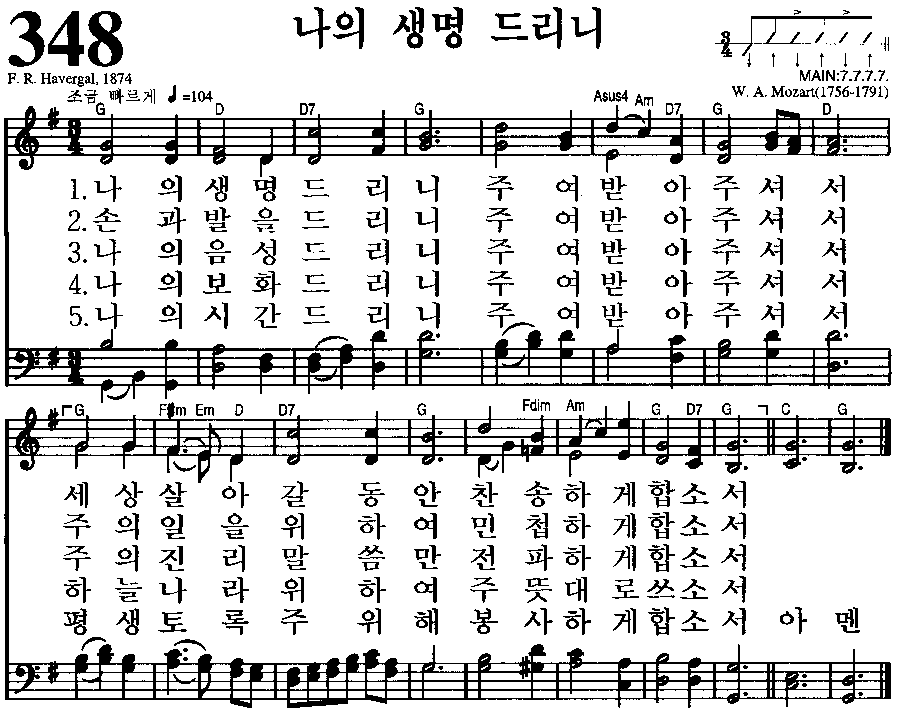 348
나의 생명 드리니
F. R. Havergal, 1874
MAIN:7.7.7.7.
조금 빠르게 ♩=104
W. A. Mozart(1756-1791)
G D D7 G Asus4 Am D7 G D
1.나 의 생 명 드 리 니 주 여 받 아 주 셔 서
2.손 과 발 을 드 리 니 주 여 받 아 주 셔 서
3.나 의 음 성 드 리 니 주 여 받 아 주 셔 서
4.나 의 보 화 드 리 니 주 여 받 아 주 셔 서
5.나 의 시 간 드 리 니 주 여 받 아 주 셔 서
G F#m Em D D7 G Fdim Am G D7 G C G
세 상 살 아 갈 동 안 찬 송 하 게 합 소 서
주 의 일 을 위 하 여 민 첩 하 게 합 소 서
주 의 진 리 말 씀 만 전 파 하 게 합 소 서
하 늘 나 라 위 하 여 주 뜻 대 로 쓰 소 서
평 생 토 록 주 위 해 봉 사 하 게 합 소 서 아 멘